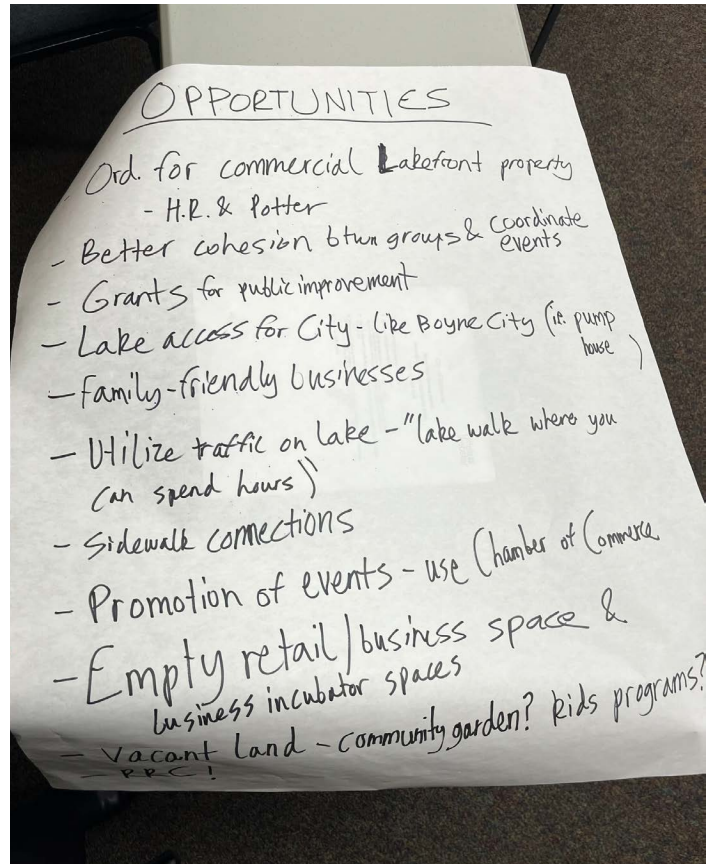 OPPORTUNITIES
Ord. for commercial Lakefront property
- H.R. & Potter
- Better cohesion btwn groups & coordinate
events
- Grants for public improvement
- Lake access for City - like Boyne City (ie. pump
house)
- Family-friendly businesses
- Utilize traffic on lake - "lake walk where you
can spend hours"
- Sidewalk connections
- Promotion of events - use Chamber of Commerce
- Empty retail/business space &
business incubator spaces
- Vacant Land - community garden? kids programs?
- RRC!